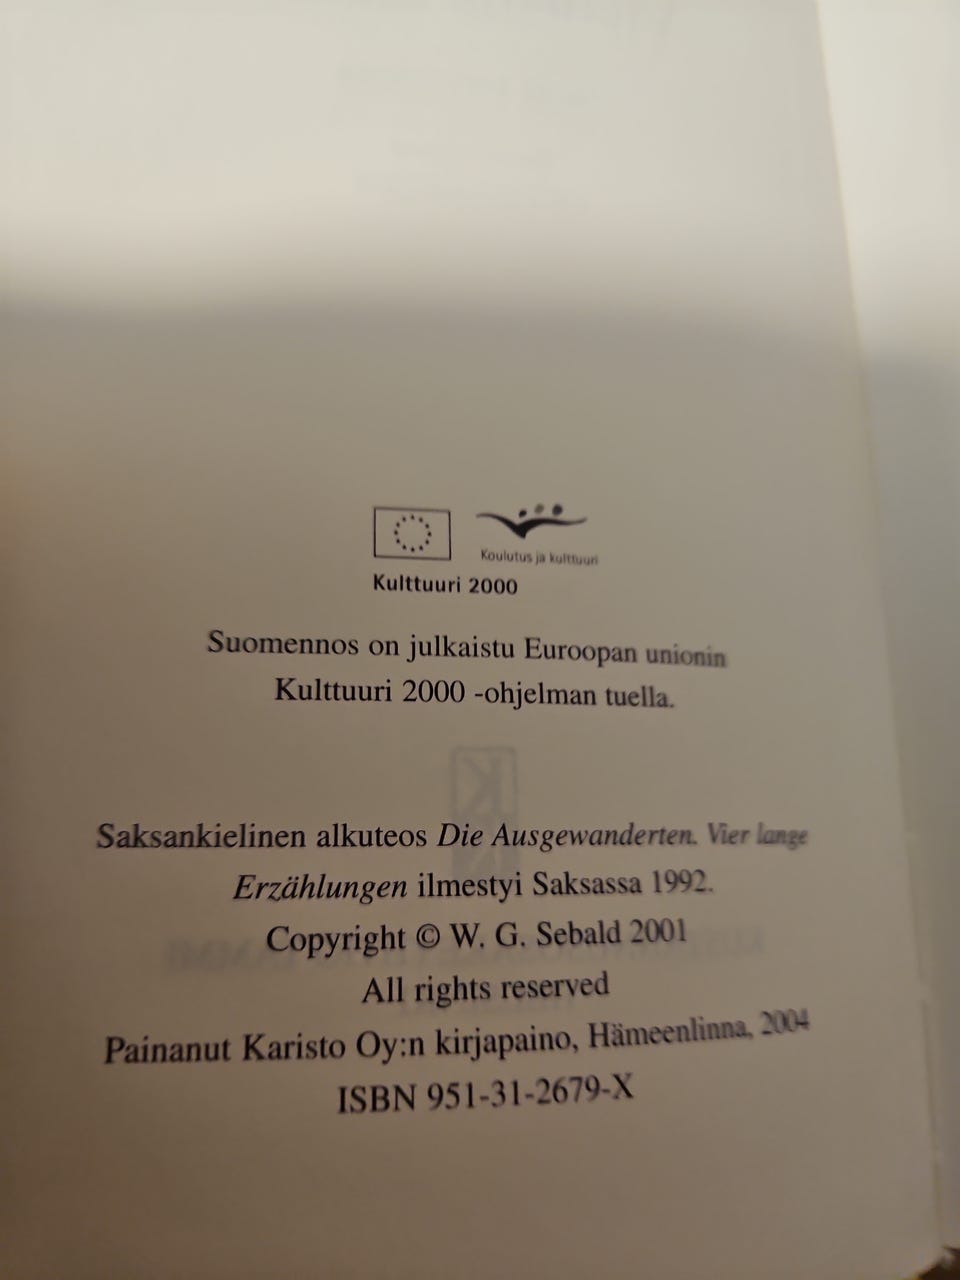 Koulutus ja kulttuuri
Kulttuuri 2000
Suomennos on julkaistu Euroopan unionin
Kulttuuri 2000 -ohjelman tuella.
Saksankielinen alkuteos Die Ausgewanderten. Vier lange
Erzählungen ilmestyi Saksassa 1992.
Copyright © W. G. Sebald 2001
All rights reserved
Painanut Karisto Oy:n kirjapaino, Hämeenlinna, 2004
ISBN 951-31-2679-X